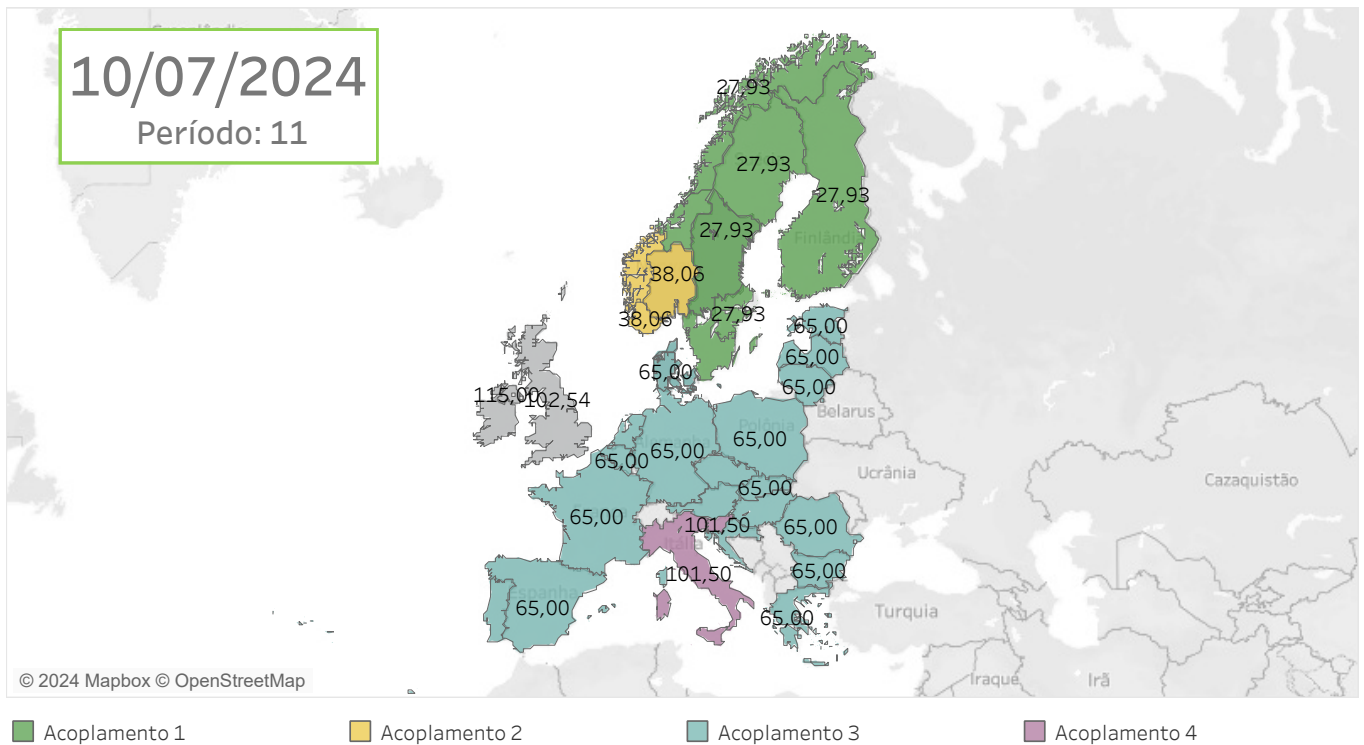 10/07/2024
Período: 11
27,93
27,93
27,93
Finlândia
27,93
38,06
27,93
38,06
65,00
65,00
65,00
65,00
115,00
102,54
Belarus
Polônia
65,00
65,00
65,00
Ucrânia
65,00
Cazaquistão
65,00
101,50
65,00
Itália
101,50
65,00
Espanha
65,00
65,00
Turquia
Iraque
Irã
© 2024 Mapbox © OpenStreetMap
Acoplamento 1
Acoplamento 2
Acoplamento 3
Acoplamento 4